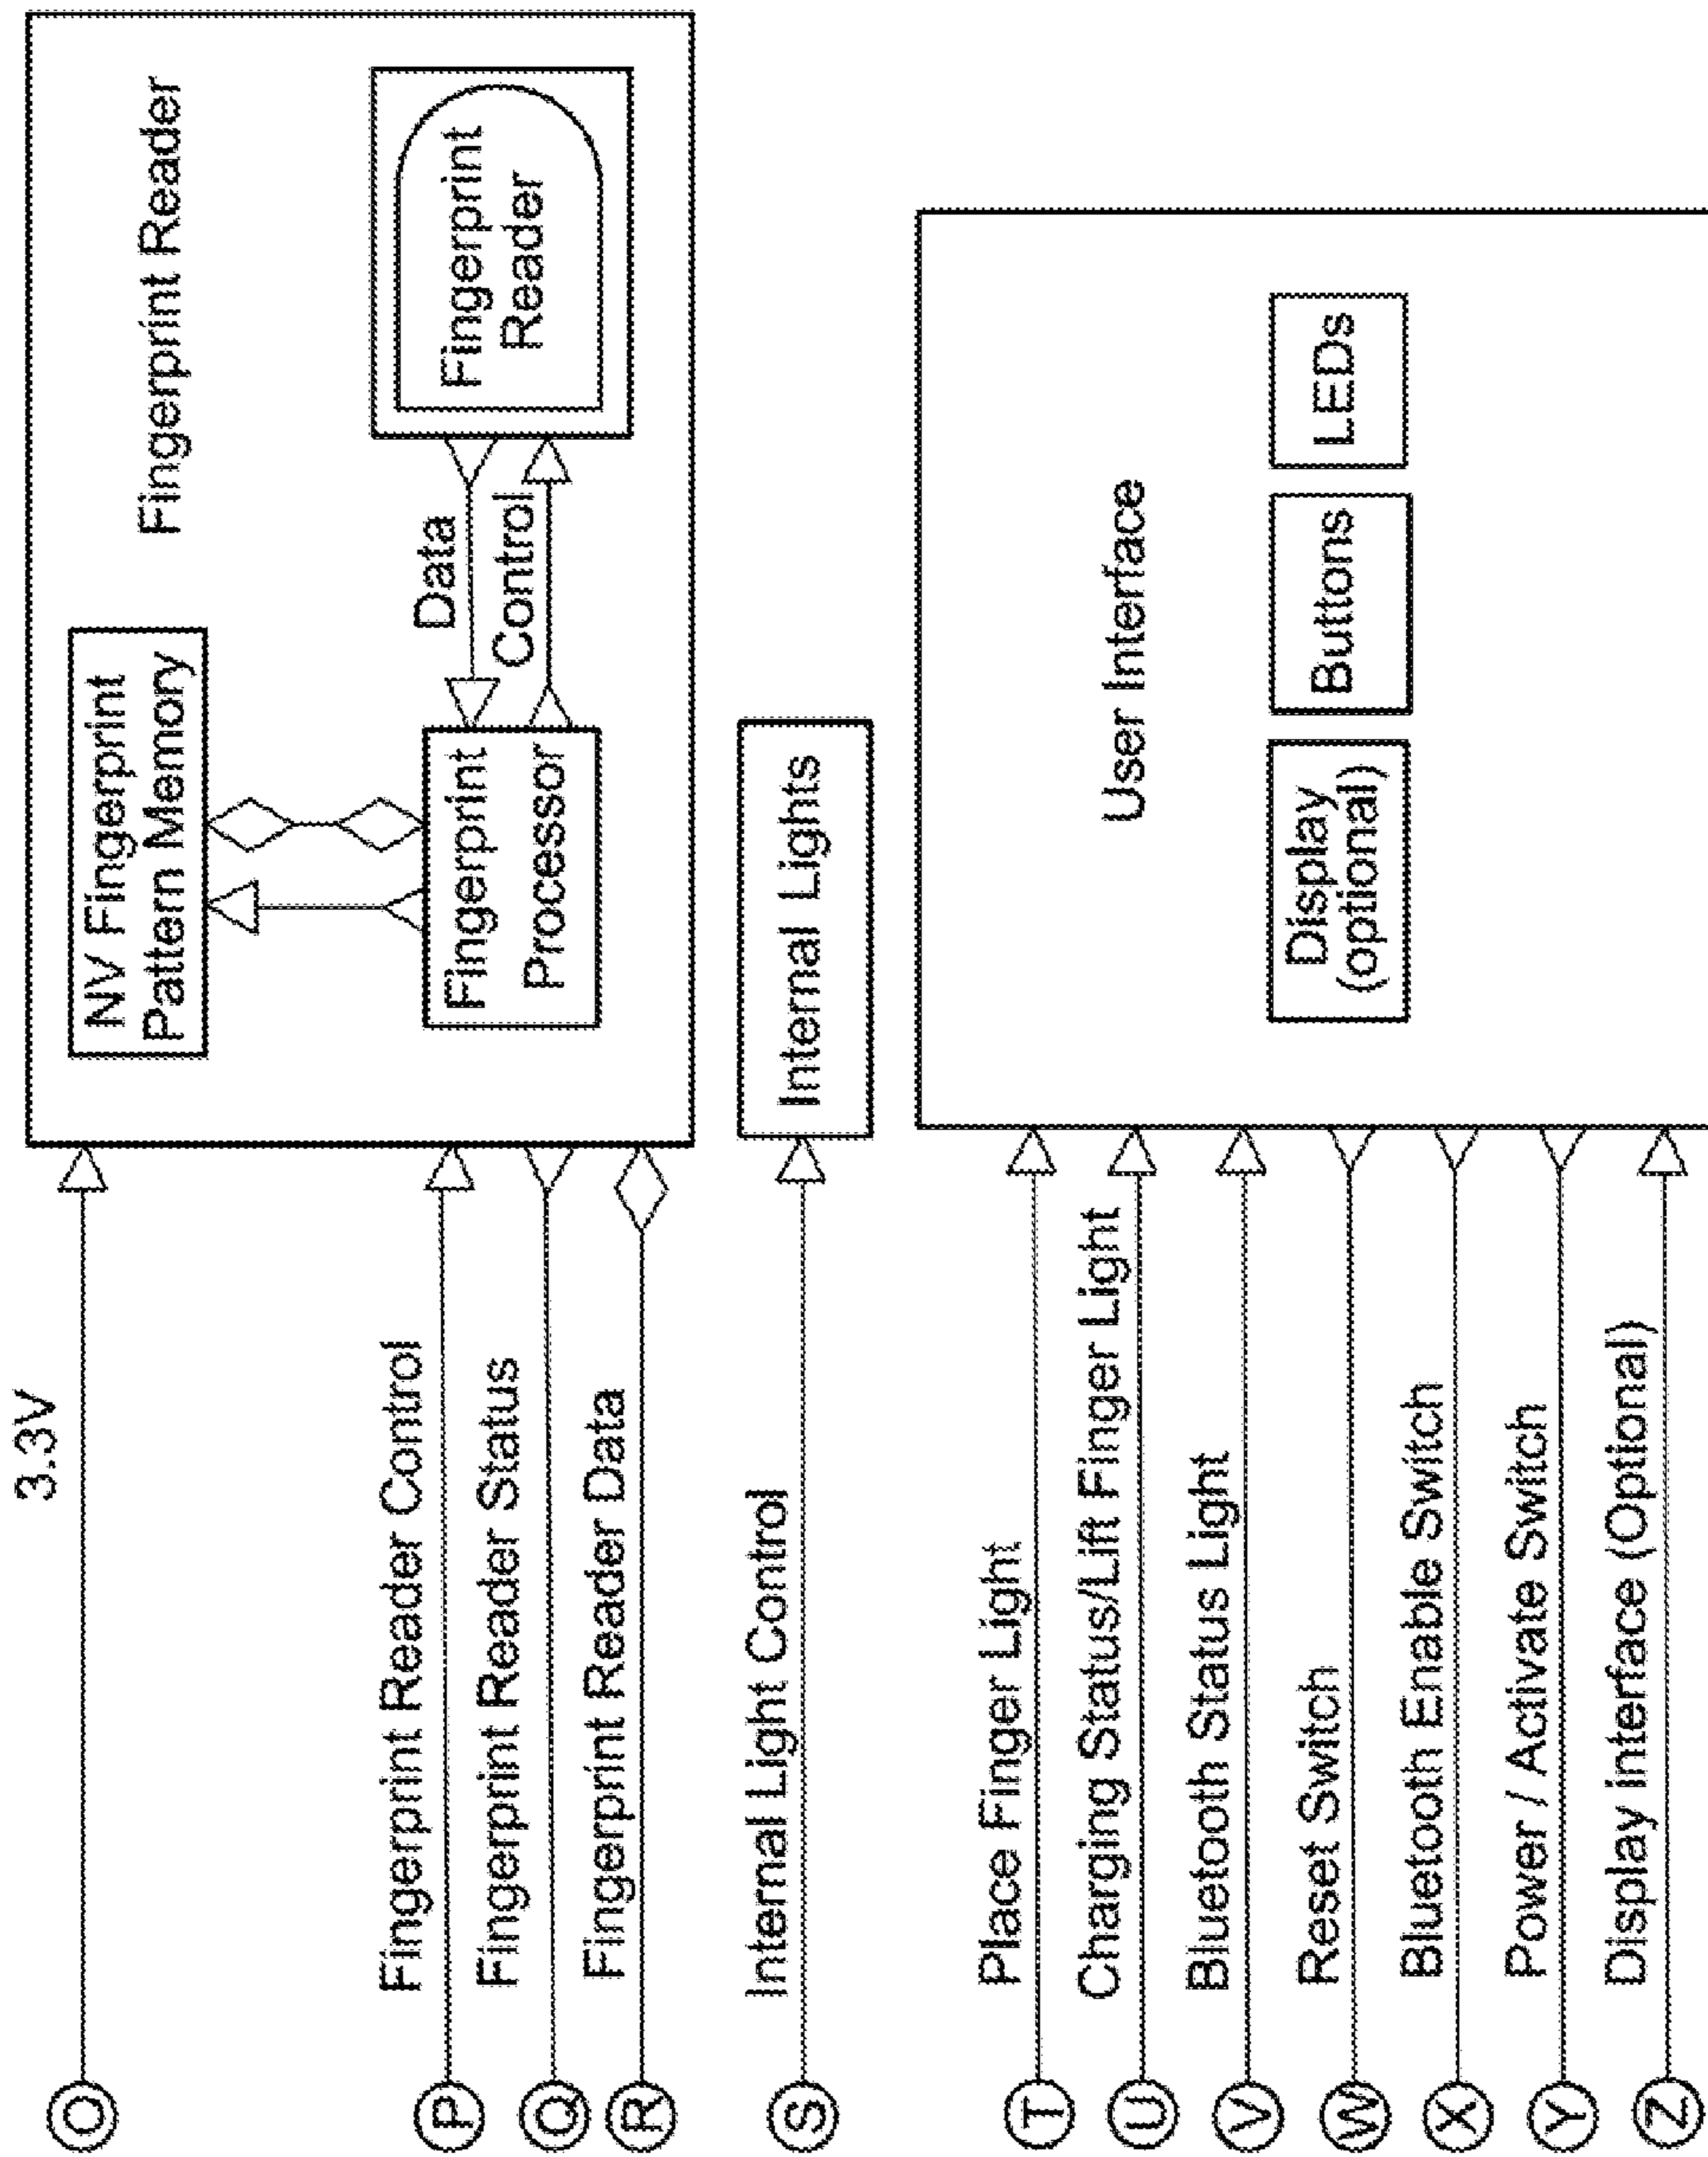 3.3V
Fingerprint Reader
NV Fingerprint
Pattern Memory
Fingerprint
Processor
Data
Control
Fingerprint
Reader
O
P
Fingerprint Reader Control
Q
Fingerprint Reader Status
R
Fingerprint Reader Data
S
Internal Light Control
Internal Lights
T
Place Finger Light
U
Charging Status/Lift Finger Light
V
Bluetooth Status Light
W
Reset Switch
X
Bluetooth Enable Switch
Y
Power / Activate Switch
Z
Display Interface (Optional)
User Interface
Display
(optional)
Buttons
LEDs